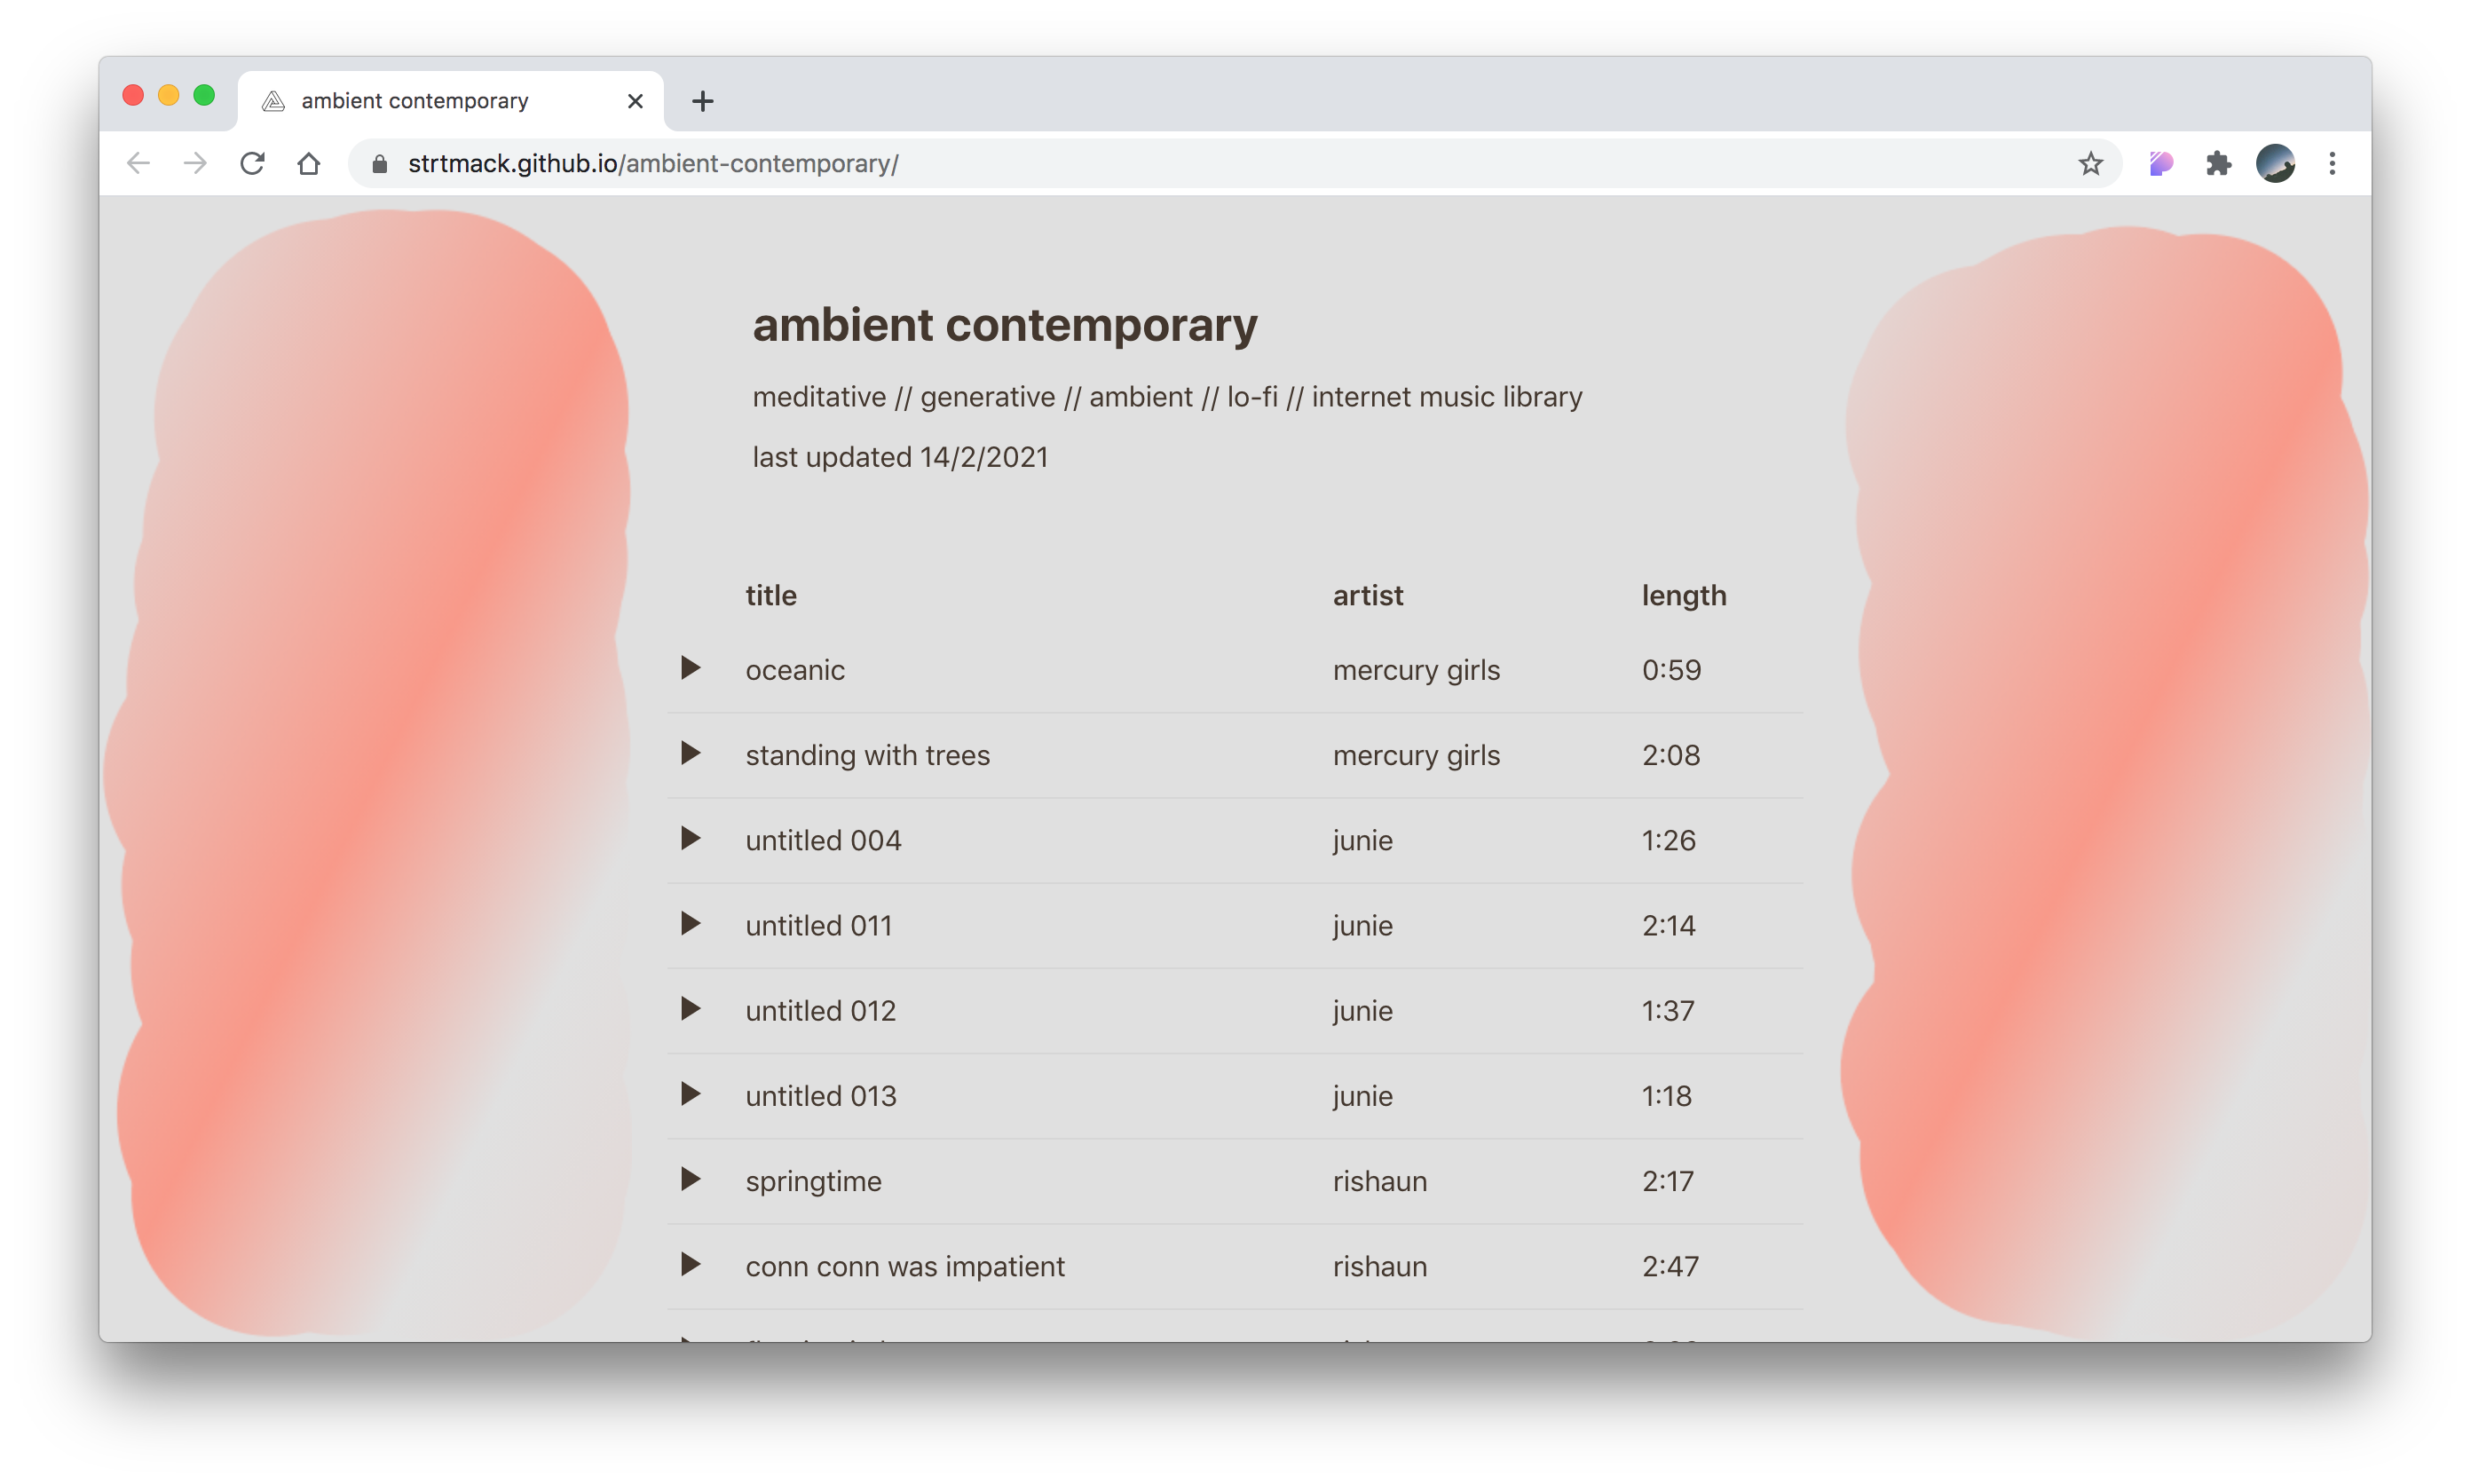 ambient contemporary
strtmack.github.io/ambient-contemporary/
ambient contemporary
meditative // generative // ambient // lo-fi // internet music library
last updated 14/2/2021
title artist length
oceanic mercury girls 0:59
standing with trees mercury girls 2:08
untitled 004 junie 1:26
untitled 011 junie 2:14
untitled 012 junie 1:37
untitled 013 junie 1:18
springtime rishaun 2:17
conn conn was impatient rishaun 2:47